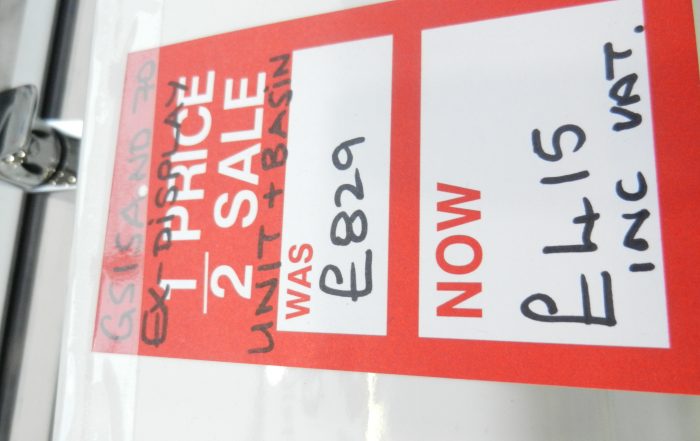 GSISA.ND 70
EX-DISPLAY
1 PRICE
2 SALE
UNIT + BASIN
WAS
£829
NOW
£415
INC VAT.